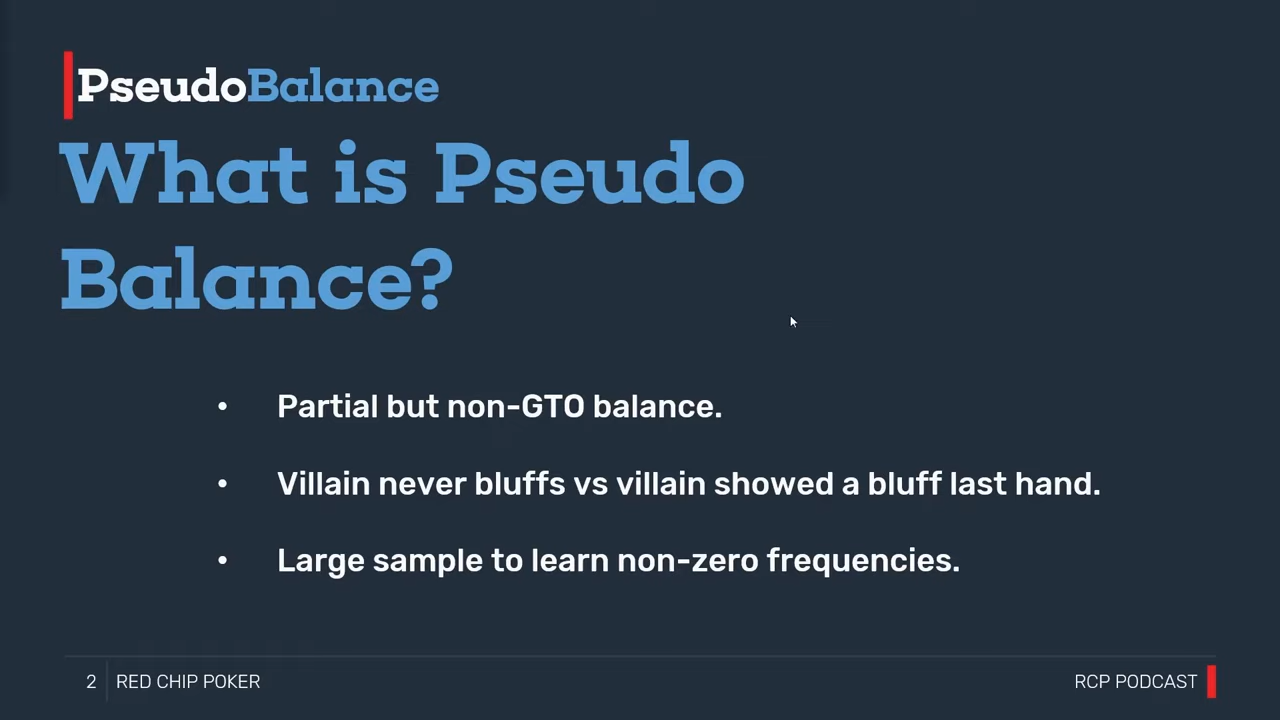 PseudoBalance
What is Pseudo
Balance?
• Partial but non-GTO balance.
• Villain never bluffs vs villain showed a bluff last hand.
• Large sample to learn non-zero frequencies.
2 RED CHIP POKER
RCP PODCAST